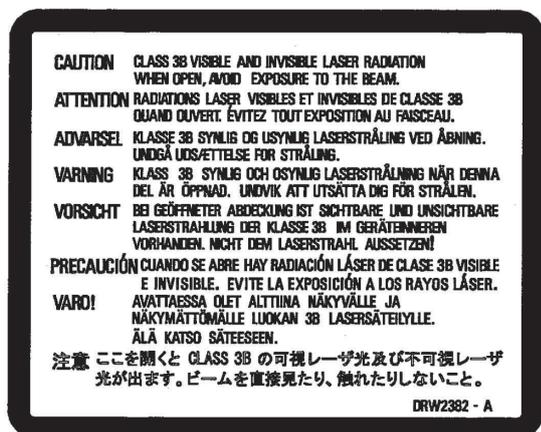 CAUTION CLASS 3B VISIBLE AND INVISIBLE LASER RADIATION
WHEN OPEN, AVOID EXPOSURE TO THE BEAM.
ATTENTION RADIATIONS LASER VISIBLES ET INVISIBLES DE CLASSE 3B
QUAND OUVERT. ÉVITEZ TOUT EXPOSITION AU FAISCEAU.
ADVARSEL KLASSE 3B SYNLIG OG USYNLIG LASERSTRÅLING VED ÅBNING.
UNDGÅ UDSÆTTELSE FOR STRÅLING.
VARNING KLASS 3B SYNLIG OCH OSYNLIG LASERSTRÅLNING NÄR DENNA
DEL ÄR ÖPPNAD. UNDVIK ATT UTSÄTTA DIG FÖR STRÅLEN.
VORSICHT BEI GEÖFFNETER ABDECKUNG IST SICHTBARE UND UNSICHTBARE
LASERSTRAHLUNG DER KLASSE 3B IM GERÄTEINNEREN
VORHANDEN. NICHT DEM LASERSTRAHL AUSSETZEN!
PRECAUCIÓN CUANDO SE ABRE HAY RADIACIÓN LÁSER DE CLASE 3B VISIBLE
E INVISIBLE. EVITE LA EXPOSICIÓN A LOS RAYOS LÁSER.
VARO! AVATTAESSA OLET ALTTIINA NÄKYVÄLLE JA
NÄKYMÄTTÖMÄLLE LUOKAN 3B LASERSÄTEILYLLE.
ÄLÄ KATSO SÄTEESEEN.
注意 ここを開くと CLASS 3B の可視レーザ光及び不可視レーザ
光が出ます。ビームを直接見たり、触れたりしないこと。
DRW2382 - A